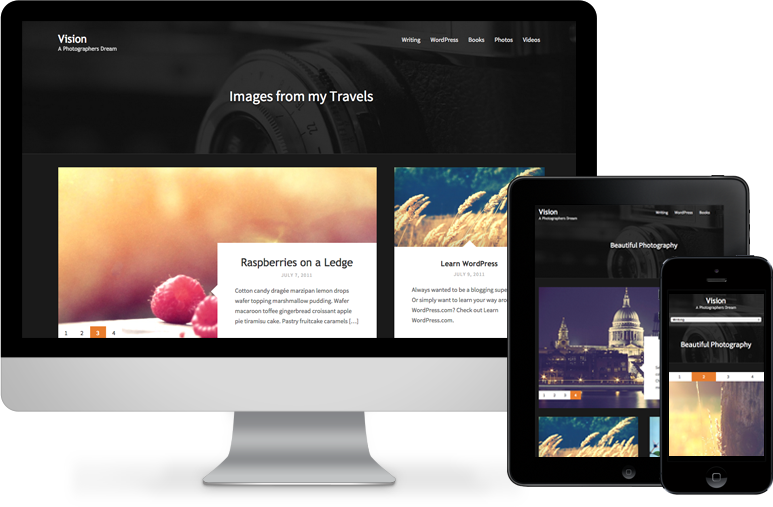 Vision
A Photographers Dream
Writing WordPress Books Photos Videos
Images from my Travels
Raspberries on a Ledge
JULY 7, 2011
Cotton candy dragée marzipan lemon drops
wafer topping marshmallow pudding. Wafer
macaroon toffee gingerbread croissant apple
pie tiramisu cake. Pastry fruitcake caramels [...]
1 2 3 4
Learn WordPress
JULY 6, 2011
Always wanted to be a blogging supe
Or simply want to learn your way aro
WordPress.com? Check out Learn
WordPress.com.
Vision
A Photographers Dream
Writing WordPress Books
Beautiful Photography
1 2 3 4
Vision
A Photographers Dream
Writing
Beautiful Photography
1 2 3 4